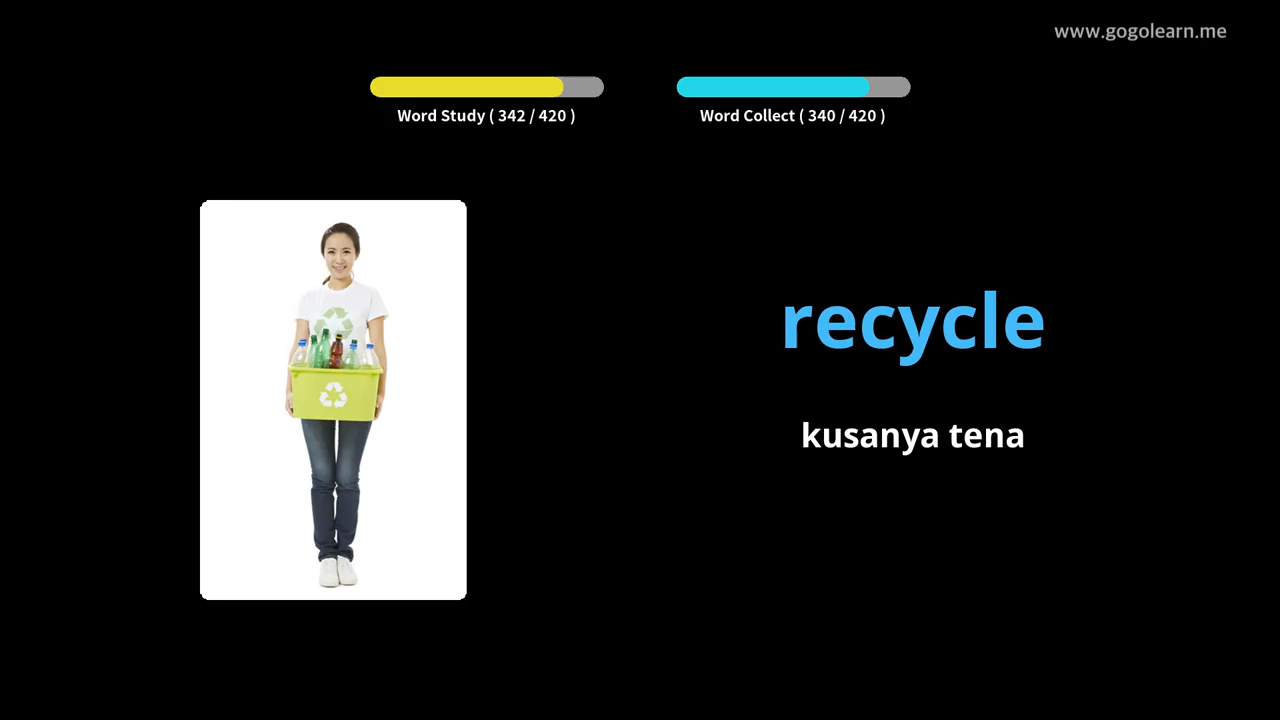 www.gogolearn.me
Word Study ( 342 / 420 )
Word Collect ( 340 / 420 )
recycle
kusanya tena